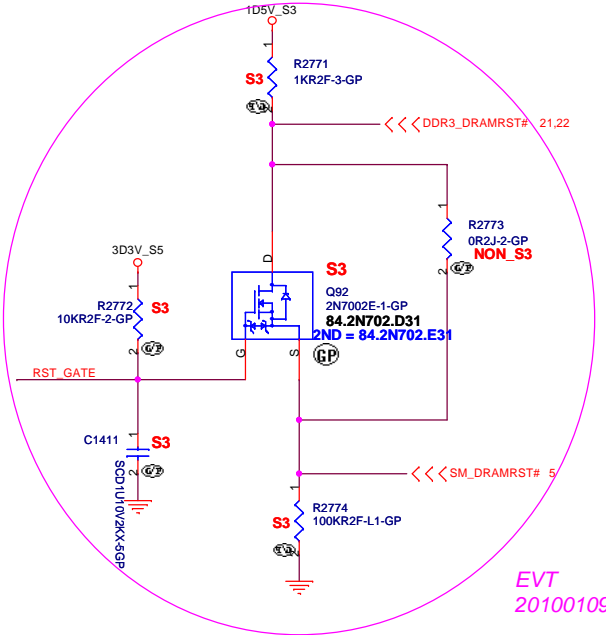 1D5V_S3
1
R2771
1KR2F-3-GP
S3
2
DDR3_DRAMRST# 21,22
1
R2773
0R2J-2-GP
NON_S3
2
G/P
3D3V_S5
1
R2772
10KR2F-2-GP
S3
2
G/P
D
S3
Q92
2N7002E-1-GP
84.2N702.D31
2ND = 84.2N702.E31
G
S
GP
RST_GATE
C1411
1
S3
2
G/P
SCD1U10V2KX-5GP
SM_DRAMRST# 5
1
R2774
100KR2F-L1-GP
S3
2
EVT
20100109